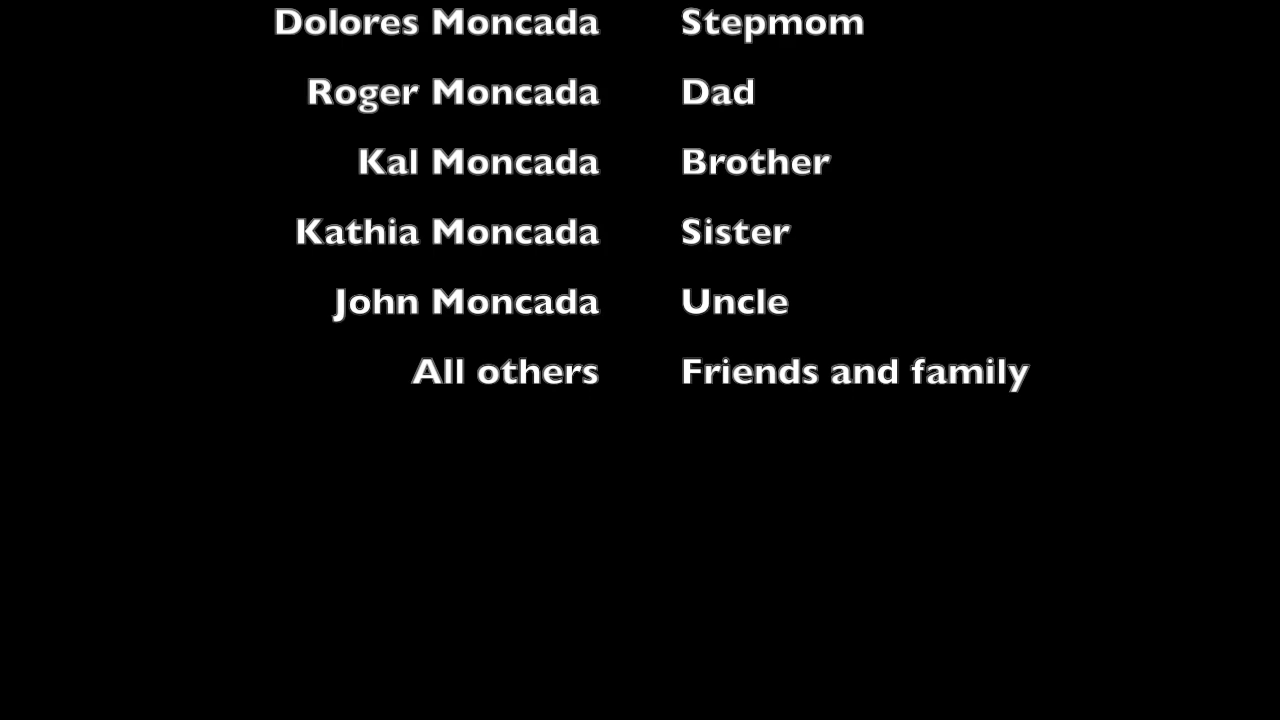 Dolores Moncada Stepmom
Roger Moncada Dad
Kal Moncada Brother
Kathia Moncada Sister
John Moncada Uncle
All others Friends and family